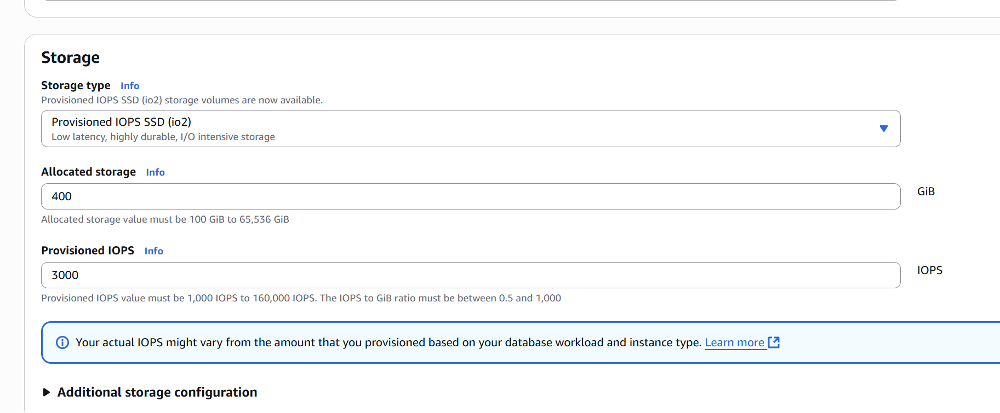 Storage
Storage type Info
Provisioned IOPS SSD (io2) storage volumes are now available.
Provisioned IOPS SSD (io2)
Low latency, highly durable, I/O intensive storage
Allocated storage Info
400
GiB
Allocated storage value must be 100 GiB to 65,536 GiB
Provisioned IOPS Info
3000
IOPS
Provisioned IOPS value must be 1,000 IOPS to 160,000 IOPS. The IOPS to GiB ratio must be between 0.5 and 1,000
Your actual IOPS might vary from the amount that you provisioned based on your database workload and instance type. Learn more
Additional storage configuration